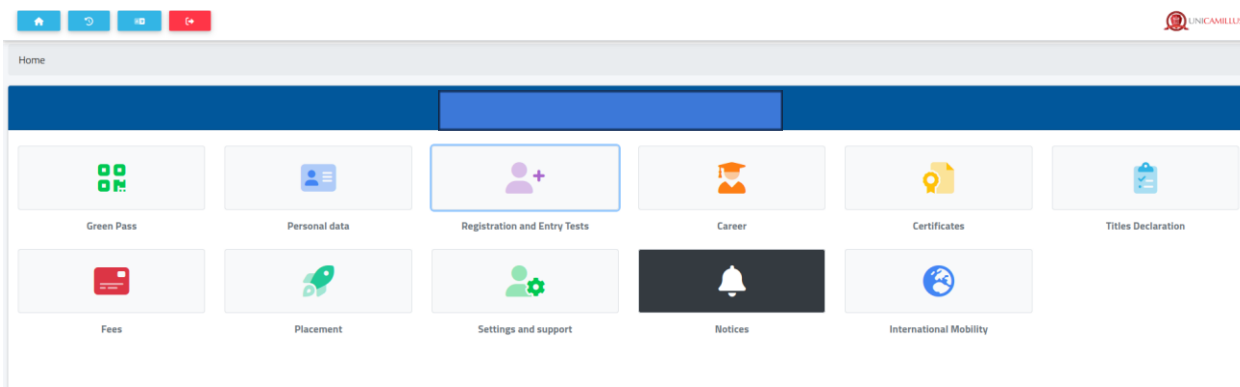 UNICAMILLUS
Home
Green Pass
Personal data
Registration and Entry Tests
Career
Certificates
Titles Declaration
Fees
Placement
Settings and support
Notices
International Mobility